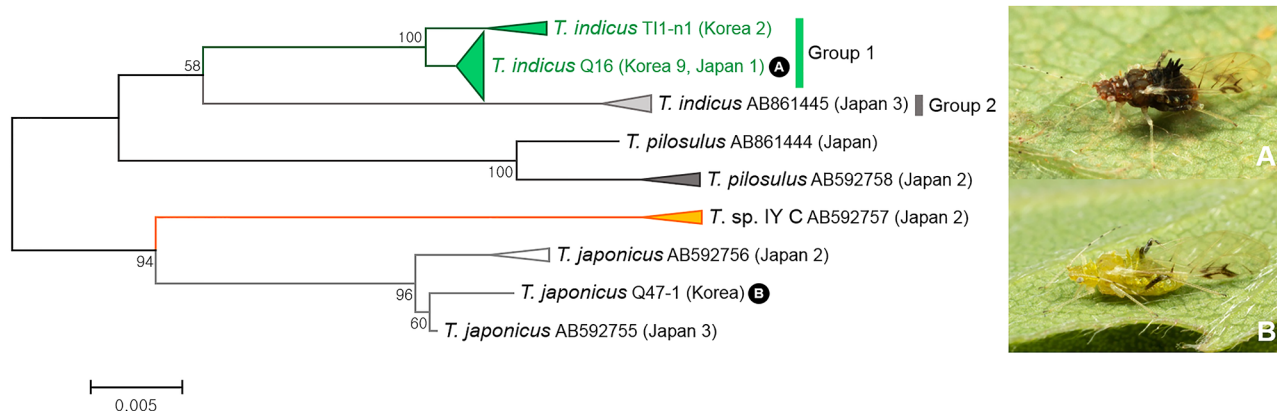 100
T. indicus TI1-n1 (Korea 2)
58
T. indicus Q16 (Korea 9, Japan 1) A
Group 1
T. indicus AB861445 (Japan 3)
Group 2
T. pilosulus AB861444 (Japan)
100
T. pilosulus AB592758 (Japan 2)
T. sp. IY C AB592757 (Japan 2)
94
T. japonicus AB592756 (Japan 2)
96
T. japonicus Q47-1 (Korea) B
60
T. japonicus AB592755 (Japan 3)
0.005
A
B